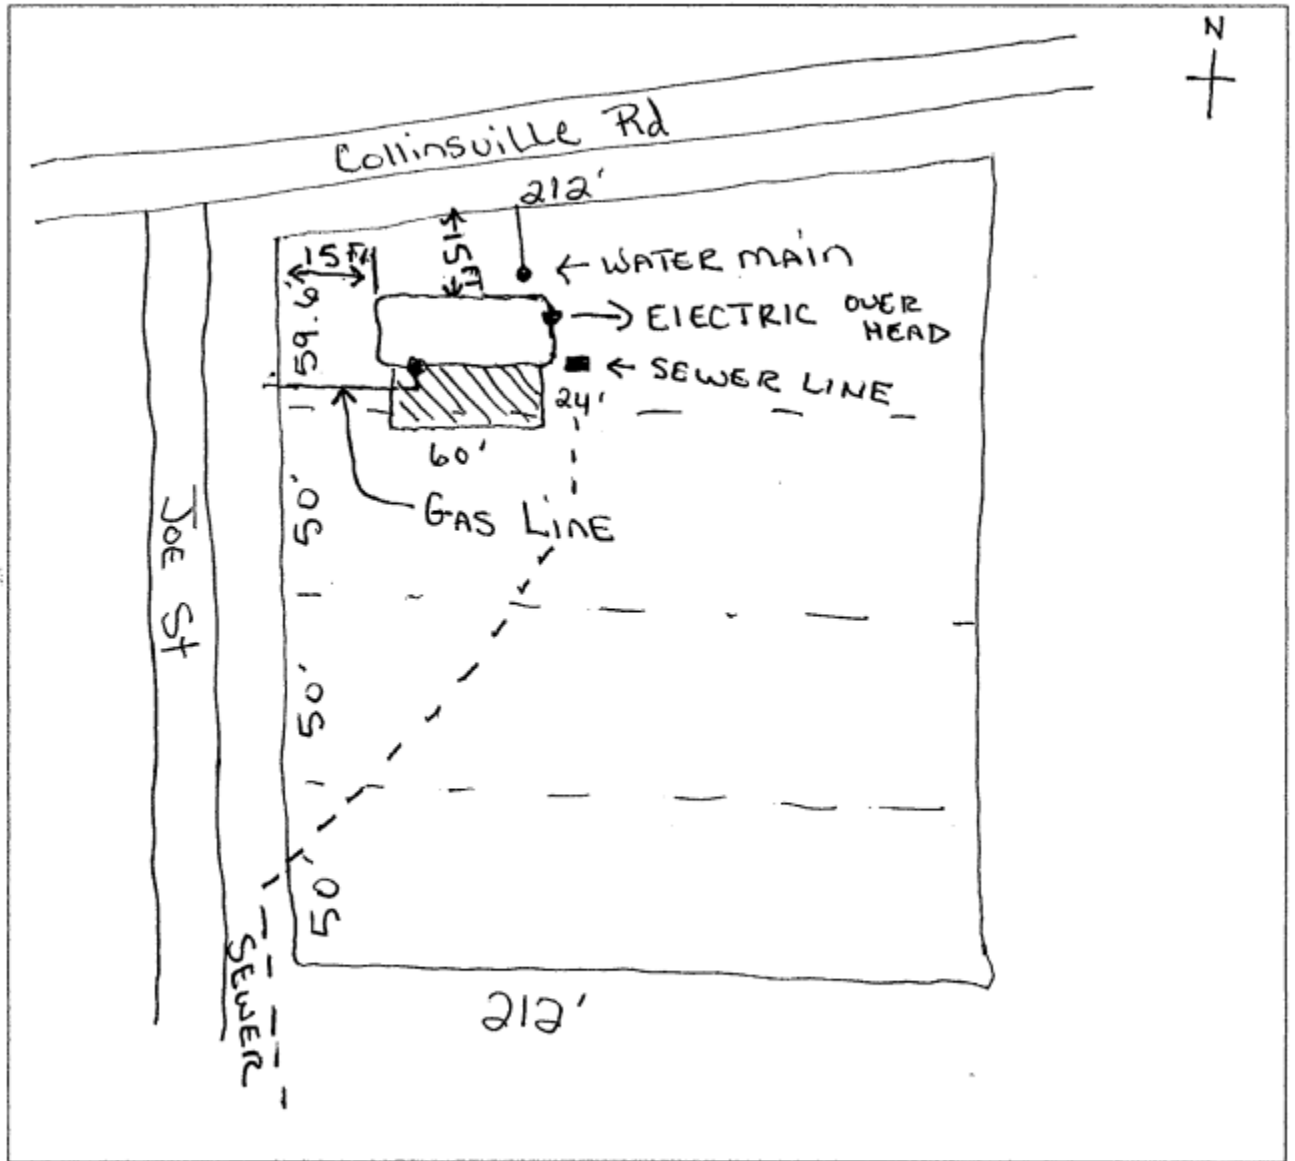 N
Collinsville Rd
212'
15 Ft
15 FT
← WATER MAIN
→ ElECTRIC OVER
HEAD
59.6'
← SEWER LINE
24'
60'
GAS LINE
50'
JOE St
50'
50'
SEWER
212'